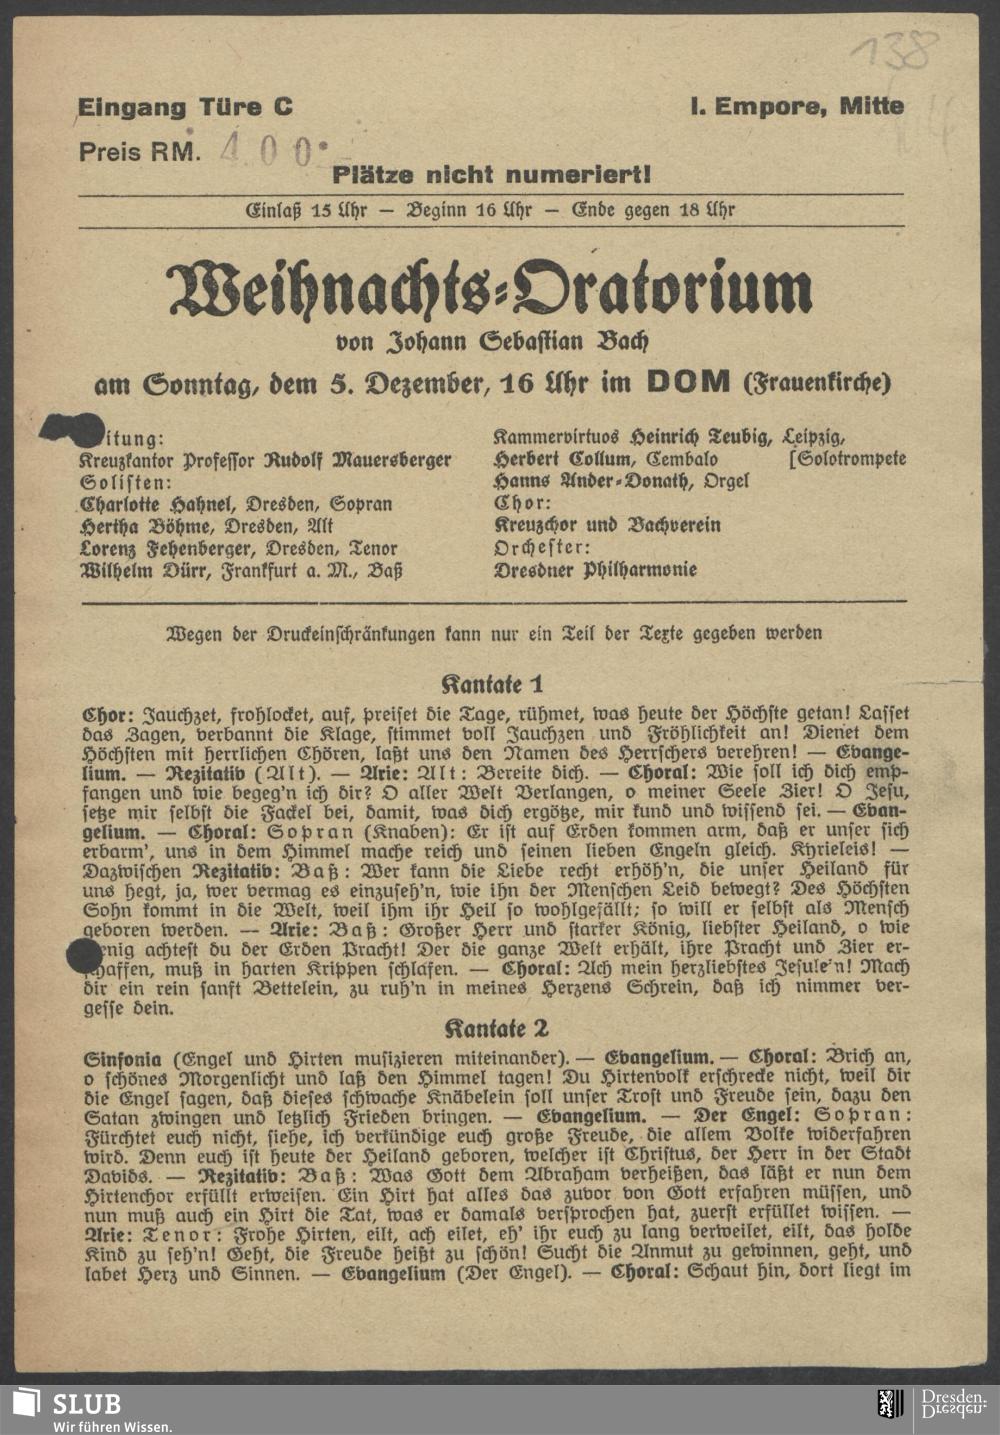 138
Eingang Türe C
I. Empore, Mitte
Preis RM. 4 0 0
Plätze nicht numeriert!
Einlaß 15 Uhr — Beginn 16 Uhr — Ende gegen 18 Uhr
Weihnachts-Oratorium
von Johann Sebastian Bach
am Sonntag, dem 5. Dezember, 16 Uhr im DOM (Frauenkirche)
itung:
Kreuzkantor Professor Rudolf Mauersberger
Solisten:
Charlotte Hahnel, Dresden, Sopran
Hertha Böhme, Dresden, Alt
Lorenz Fehenberger, Dresden, Tenor
Wilhelm Dürr, Frankfurt a. M., Baß
Kammervirtuos Heinrich Teubig, Leipzig,
Herbert Collum, Cembalo [Solotrompete
Hanns Ander-Donath, Orgel
Chor:
Kreuzchor und Bachverein
Orchester:
Dresdner Philharmonie
Wegen der Druckeinschränkungen kann nur ein Teil der Texte gegeben werden
Kantate 1
Chor: Jauchzet, frohlocket, auf, preiset die Tage, rühmet, was heute der Höchste getan! Lasset
das Zagen, verbannt die Klage, stimmet voll Jauchzen und Fröhlichkeit an! Dienet dem
Höchsten mit herrlichen Chören, laßt uns den Namen des Herrschers verehren! — Evange-
lium. — Rezitativ (Alt). — Arie: Alt: Bereite dich. — Choral: Wie soll ich dich emp-
fangen und wie begeg'n ich dir? O aller Welt Verlangen, o meiner Seele Zier! O Jesu,
setze mir selbst die Fackel bei, damit, was dich ergötze, mir kund und wissend sei. — Evan-
gelium. — Choral: Sopran (Knaben): Er ist auf Erden kommen arm, daß er unser sich
erbarm', uns in dem Himmel mache reich und seinen lieben Engeln gleich. Kyrieleis! —
Dazwischen Rezitativ: Baß: Wer kann die Liebe recht erhöh'n, die unser Heiland für
uns hegt, ja, wer vermag es einzuseh'n, wie ihn der Menschen Leid bewegt? Des Höchsten
Sohn kommt in die Welt, weil ihm ihr Heil so wohlgefällt; so will er selbst als Mensch
geboren werden. — Arie: Baß: Großer Herr und starker König, liebster Heiland, o wie
enig achtest du der Erden Pracht! Der die ganze Welt erhält, ihre Pracht und Zier er-
schaffen, muß in harten Krippen schlafen. — Choral: Ach mein herzliebstes Jesule'n! Mach
dir ein rein sanft Bettelein, zu ruh'n in meines Herzens Schrein, daß ich nimmer ver-
gesse dein.
Kantate 2
Sinfonia (Engel und Hirten musizieren miteinander). — Evangelium. — Choral: Brich an,
o schönes Morgenlicht und laß den Himmel tagen! Du Hirtenvolk erschrecke nicht, weil dir
die Engel sagen, daß dieses schwache Knäbelein soll unser Trost und Freude sein, dazu den
Satan zwingen und letzlich Frieden bringen. — Evangelium. — Der Engel: Sopran:
Fürchtet euch nicht, siehe, ich verkündige euch große Freude, die allem Volke widerfahren
wird. Denn euch ist heute der Heiland geboren, welcher ist Christus, der Herr in der Stadt
Davids. — Rezitativ: Baß: Was Gott dem Abraham verheißen, das läßt er nun dem
Hirtenchor erfüllt erweisen. Ein Hirt hat alles das zuvor von Gott erfahren müssen, und
nun muß auch ein Hirt die Tat, was er damals versprochen hat, zuerst erfüllet wissen. —
Arie: Tenor: Frohe Hirten, eilt, ach eilet, eh' ihr euch zu lang verweilet, eilt, das holde
Kind zu seh'n! Geht, die Freude heißt zu schön! Sucht die Anmut zu gewinnen, geht, und
labet Herz und Sinnen. — Evangelium (Der Engel). — Choral: Schaut hin, dort liegt im
SLUB
Wir führen Wissen.
Dresden.
Dresden.